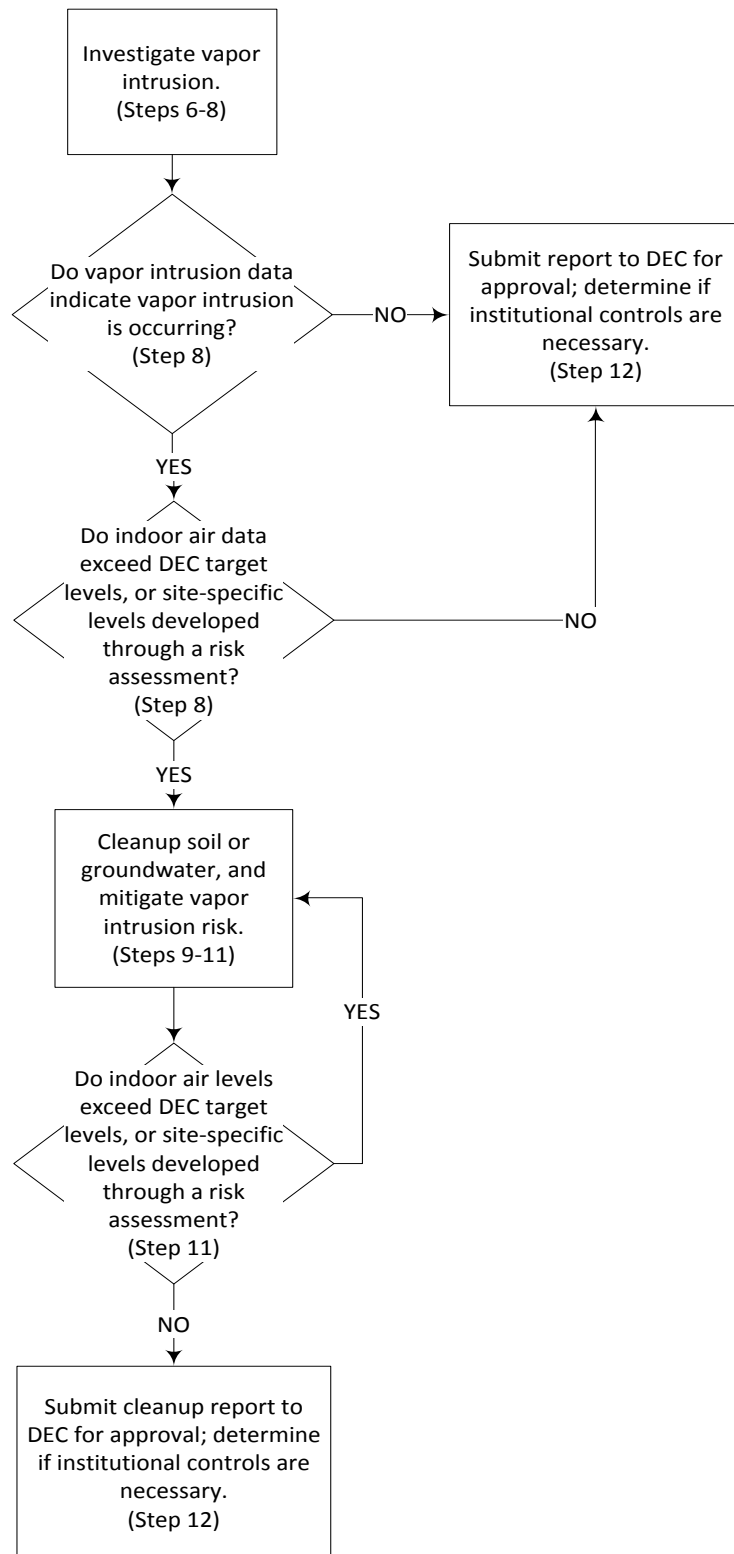 Investigate vapor
intrusion.
(Steps 6-8)
Do vapor intrusion data
indicate vapor intrusion
is occurring?
(Step 8)
NO
Submit report to DEC for
approval; determine if
institutional controls are
necessary.
(Step 12)
YES
Do indoor air data
exceed DEC target
levels, or site-specific
levels developed
through a risk
assessment?
(Step 8)
NO
YES
Cleanup soil or
groundwater, and
mitigate vapor
intrusion risk.
(Steps 9-11)
YES
Do indoor air levels
exceed DEC target
levels, or site-specific
levels developed
through a risk
assessment?
(Step 11)
NO
Submit cleanup report to
DEC for approval; determine
if institutional controls are
necessary.
(Step 12)